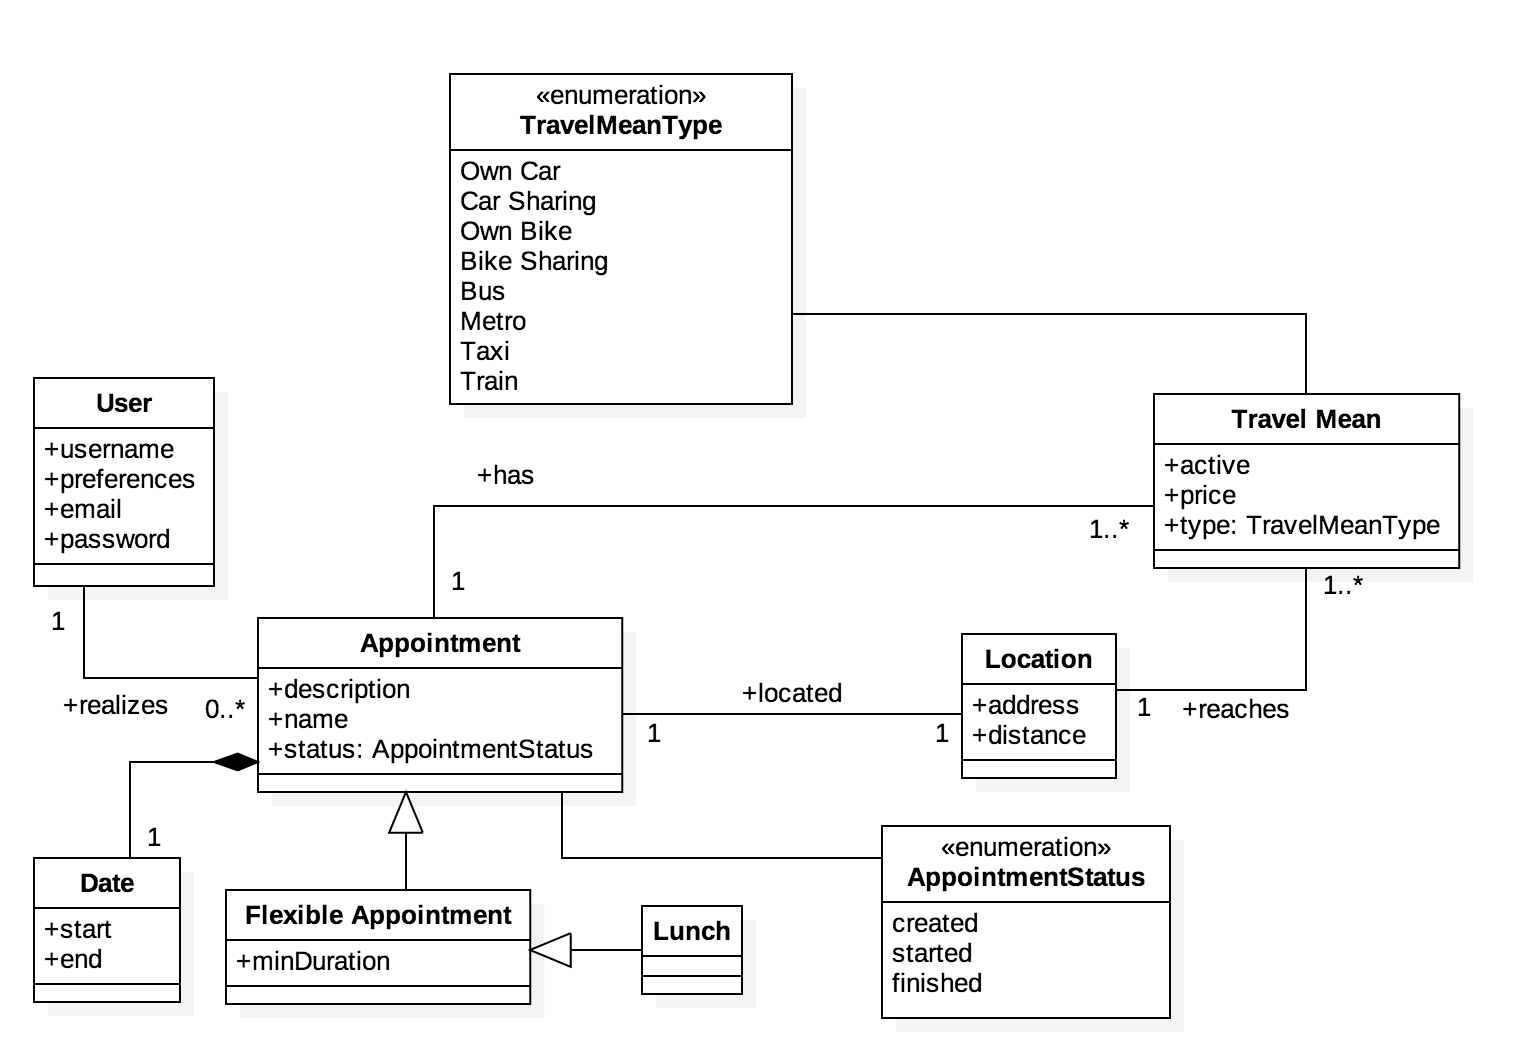 «enumeration»
TravelMeanType
Own Car
Car Sharing
Own Bike
Bike Sharing
Bus
Metro
Taxi
Train
User
+username
+preferences
+email
+password
Travel Mean
+active
+price
+type: TravelMeanType
+has
1..*
1
1..*
1
+realizes
0..*
Appointment
+description
+name
+status: AppointmentStatus
+located
1
1
Location
+address
+distance
1
+reaches
1
Date
+start
+end
Flexible Appointment
+minDuration
Lunch
«enumeration»
AppointmentStatus
created
started
finished